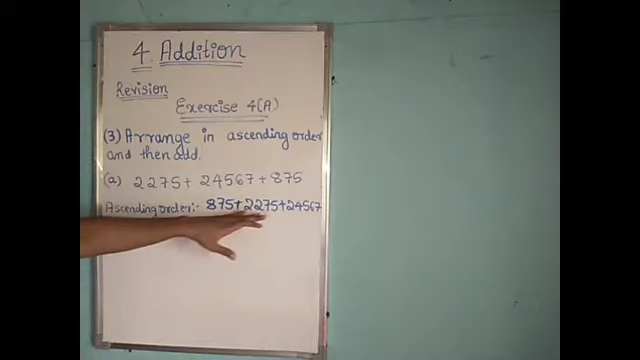 4. Addition
Revision
Exercise 4(A)
(3) Arrange in ascending order
and then add.
(a) 2275+ 24567+875
Ascending order:- 875+2275+24567